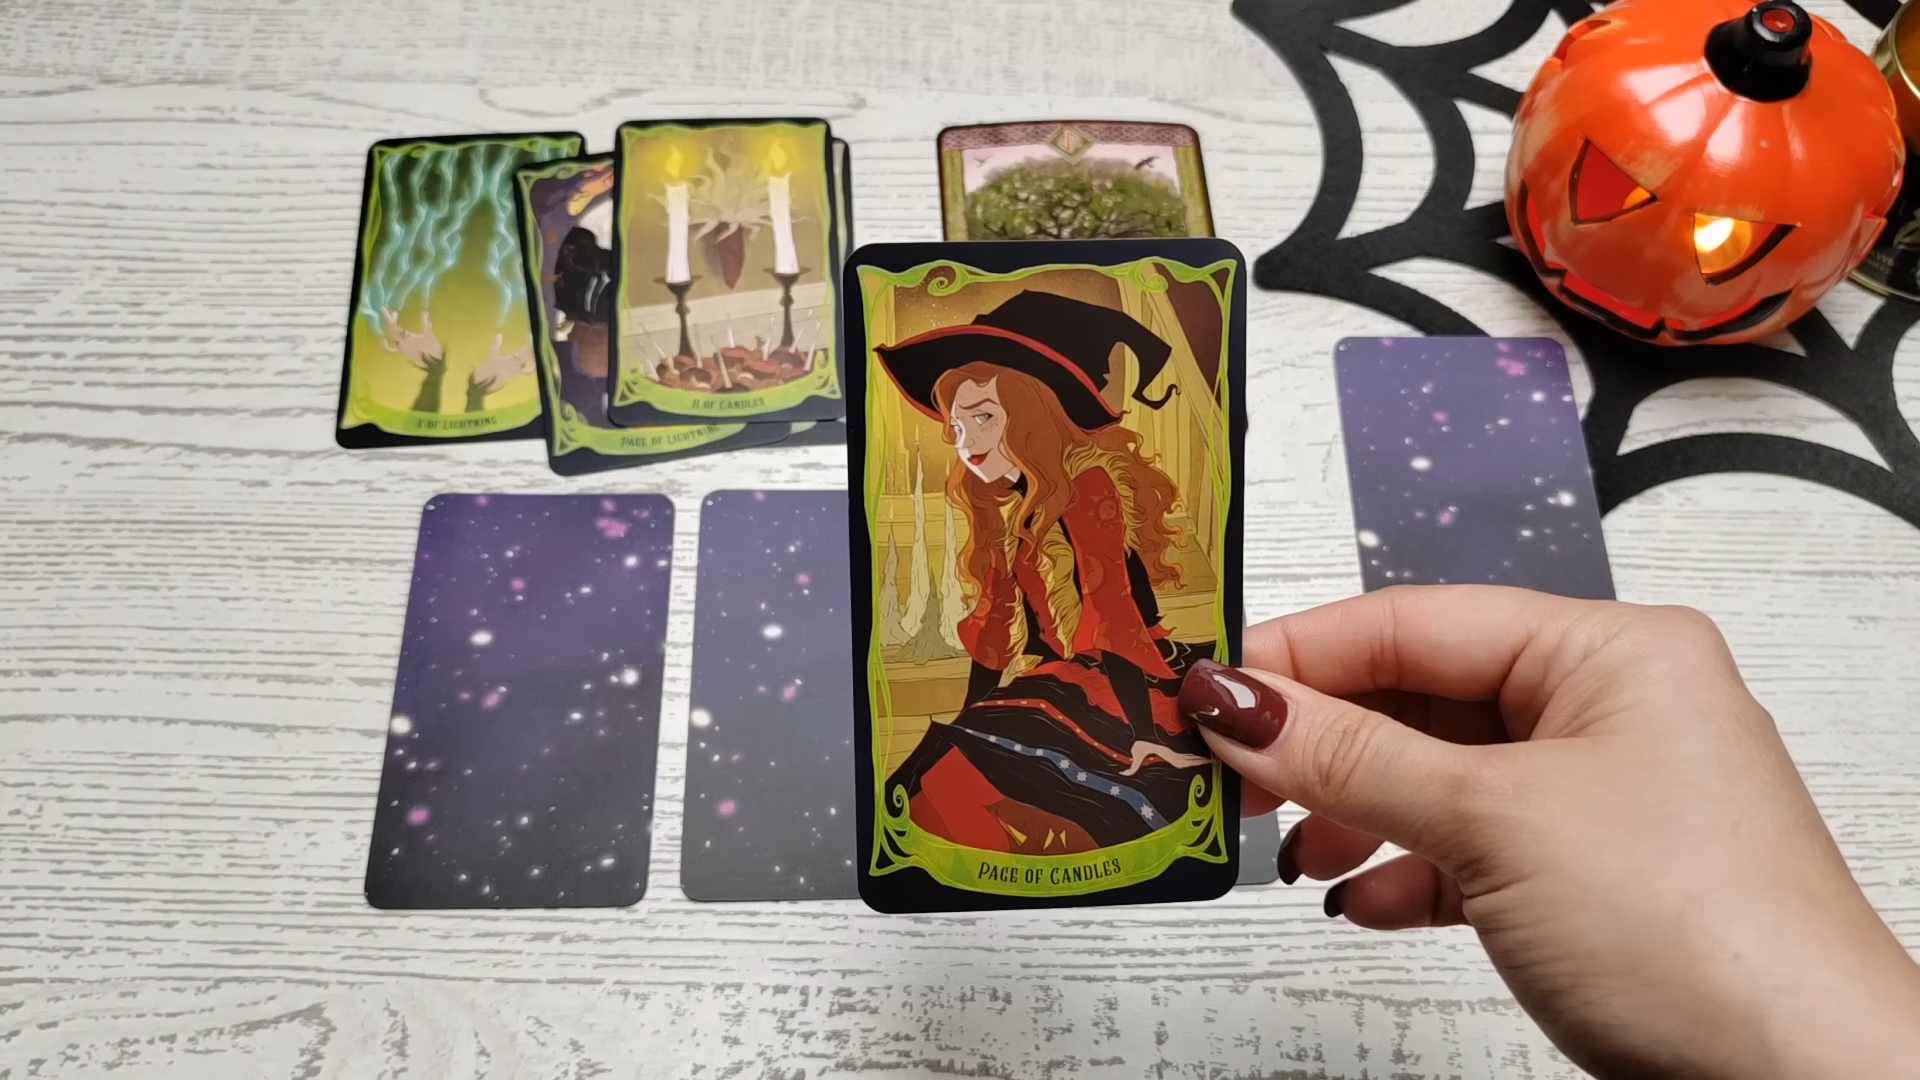 X OF LIGHTNING
PAGE OF LIGHTNING
II OF CANDLES
PAGE OF CANDLES